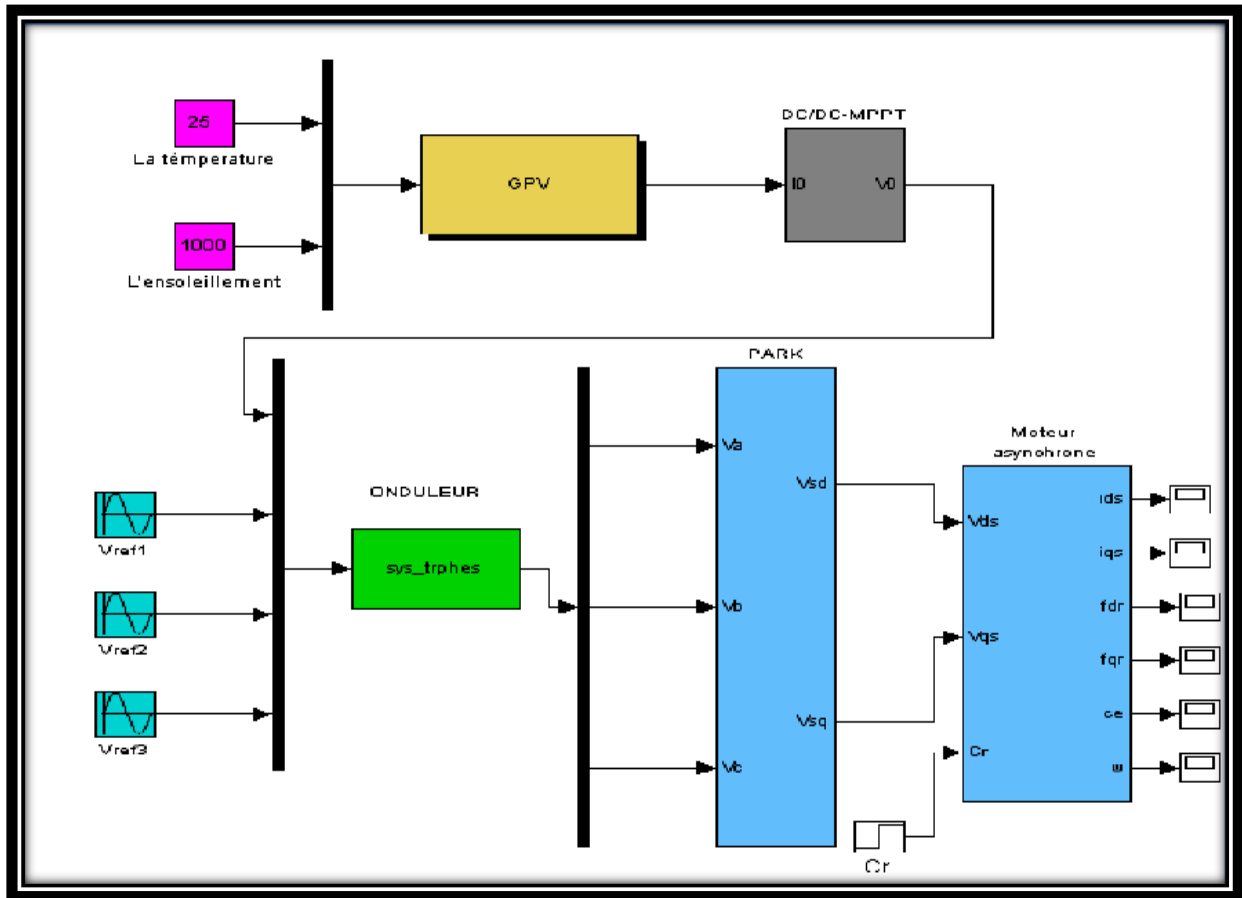 25
La témperature
1000
L'ensoleillement
GPV
DC/DC-MPPT
I0
V0
Vref1
Vref2
Vref3
ONDULEUR
sys_trphes
PARK
Va
Vb
Vc
Vsd
Vsq
Moteur
asynchrone
Vds
Vqs
Cr
ids
iqs
fdr
fqr
ce
w
Cr